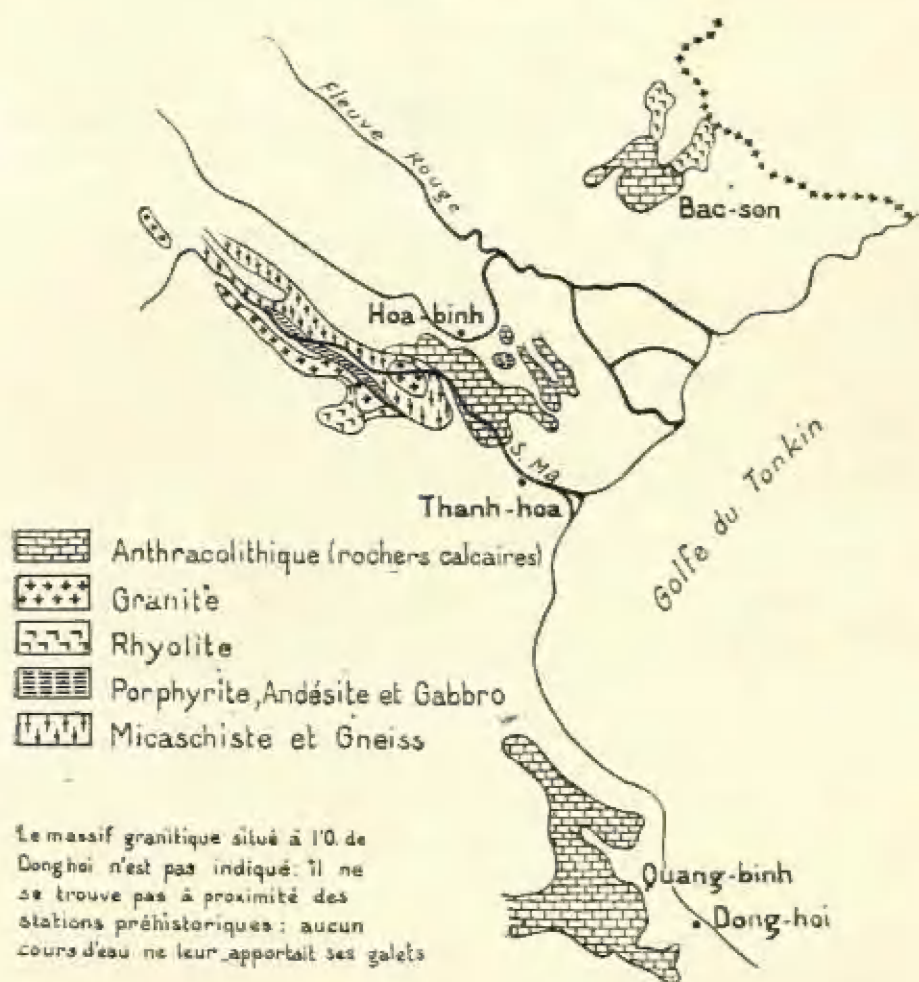 Fleuve Rouge
Bac-son
Hoa-binh
S. Ma
Thanh-hoa
Golfe du Tonkin
Anthracolithique (rochers calcaires)
Granite
Rhyolite
Porphyrite, Andésite et Gabbro
Micaschiste et Gneiss
Le massif granitique situé à l'O. de
Donghoi n'est pas indiqué: il ne
se trouve pas à proximité des
stations préhistoriques : aucun
cours d'eau ne leur apportait ses galets
Quang-binh
Dong-hoi